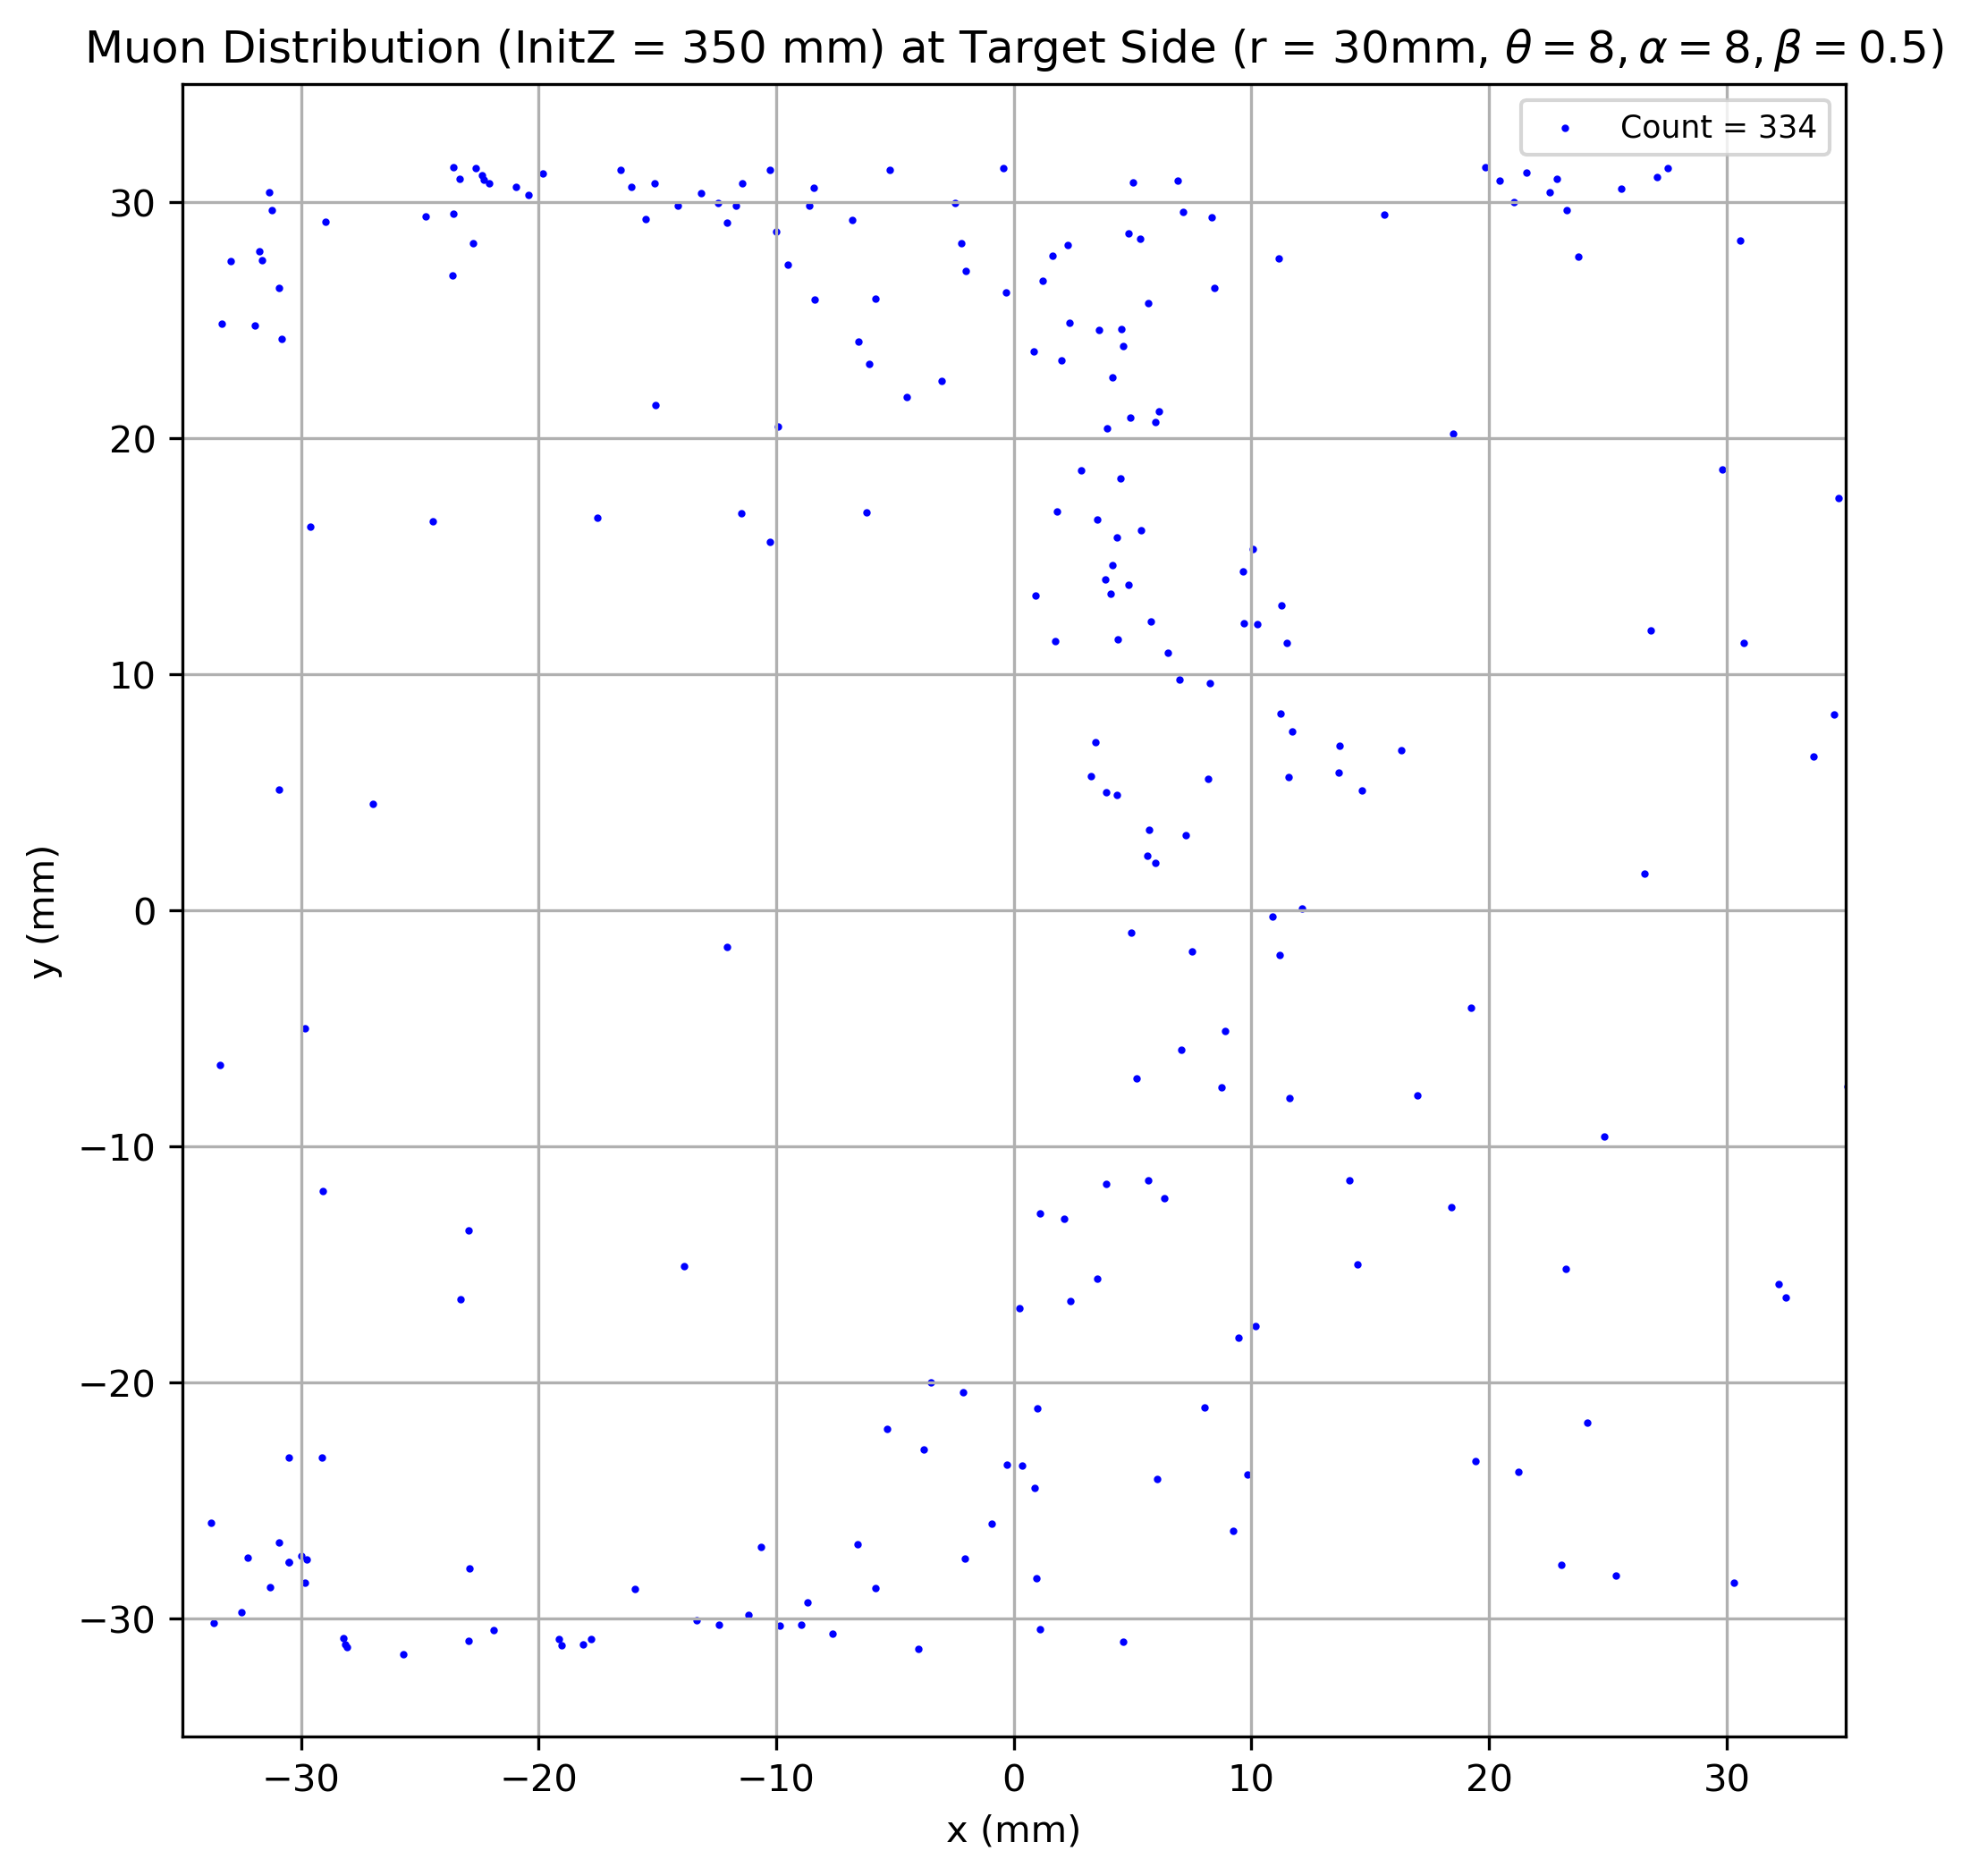 Muon Distribution (InitZ = 350 mm) at Target Side (r = 30mm, θ = 8, α = 8, β = 0.5)
Count = 334
30
20
10
0
−10
−20
−30
y (mm)
−30 −20 −10 0 10 20 30
x (mm)